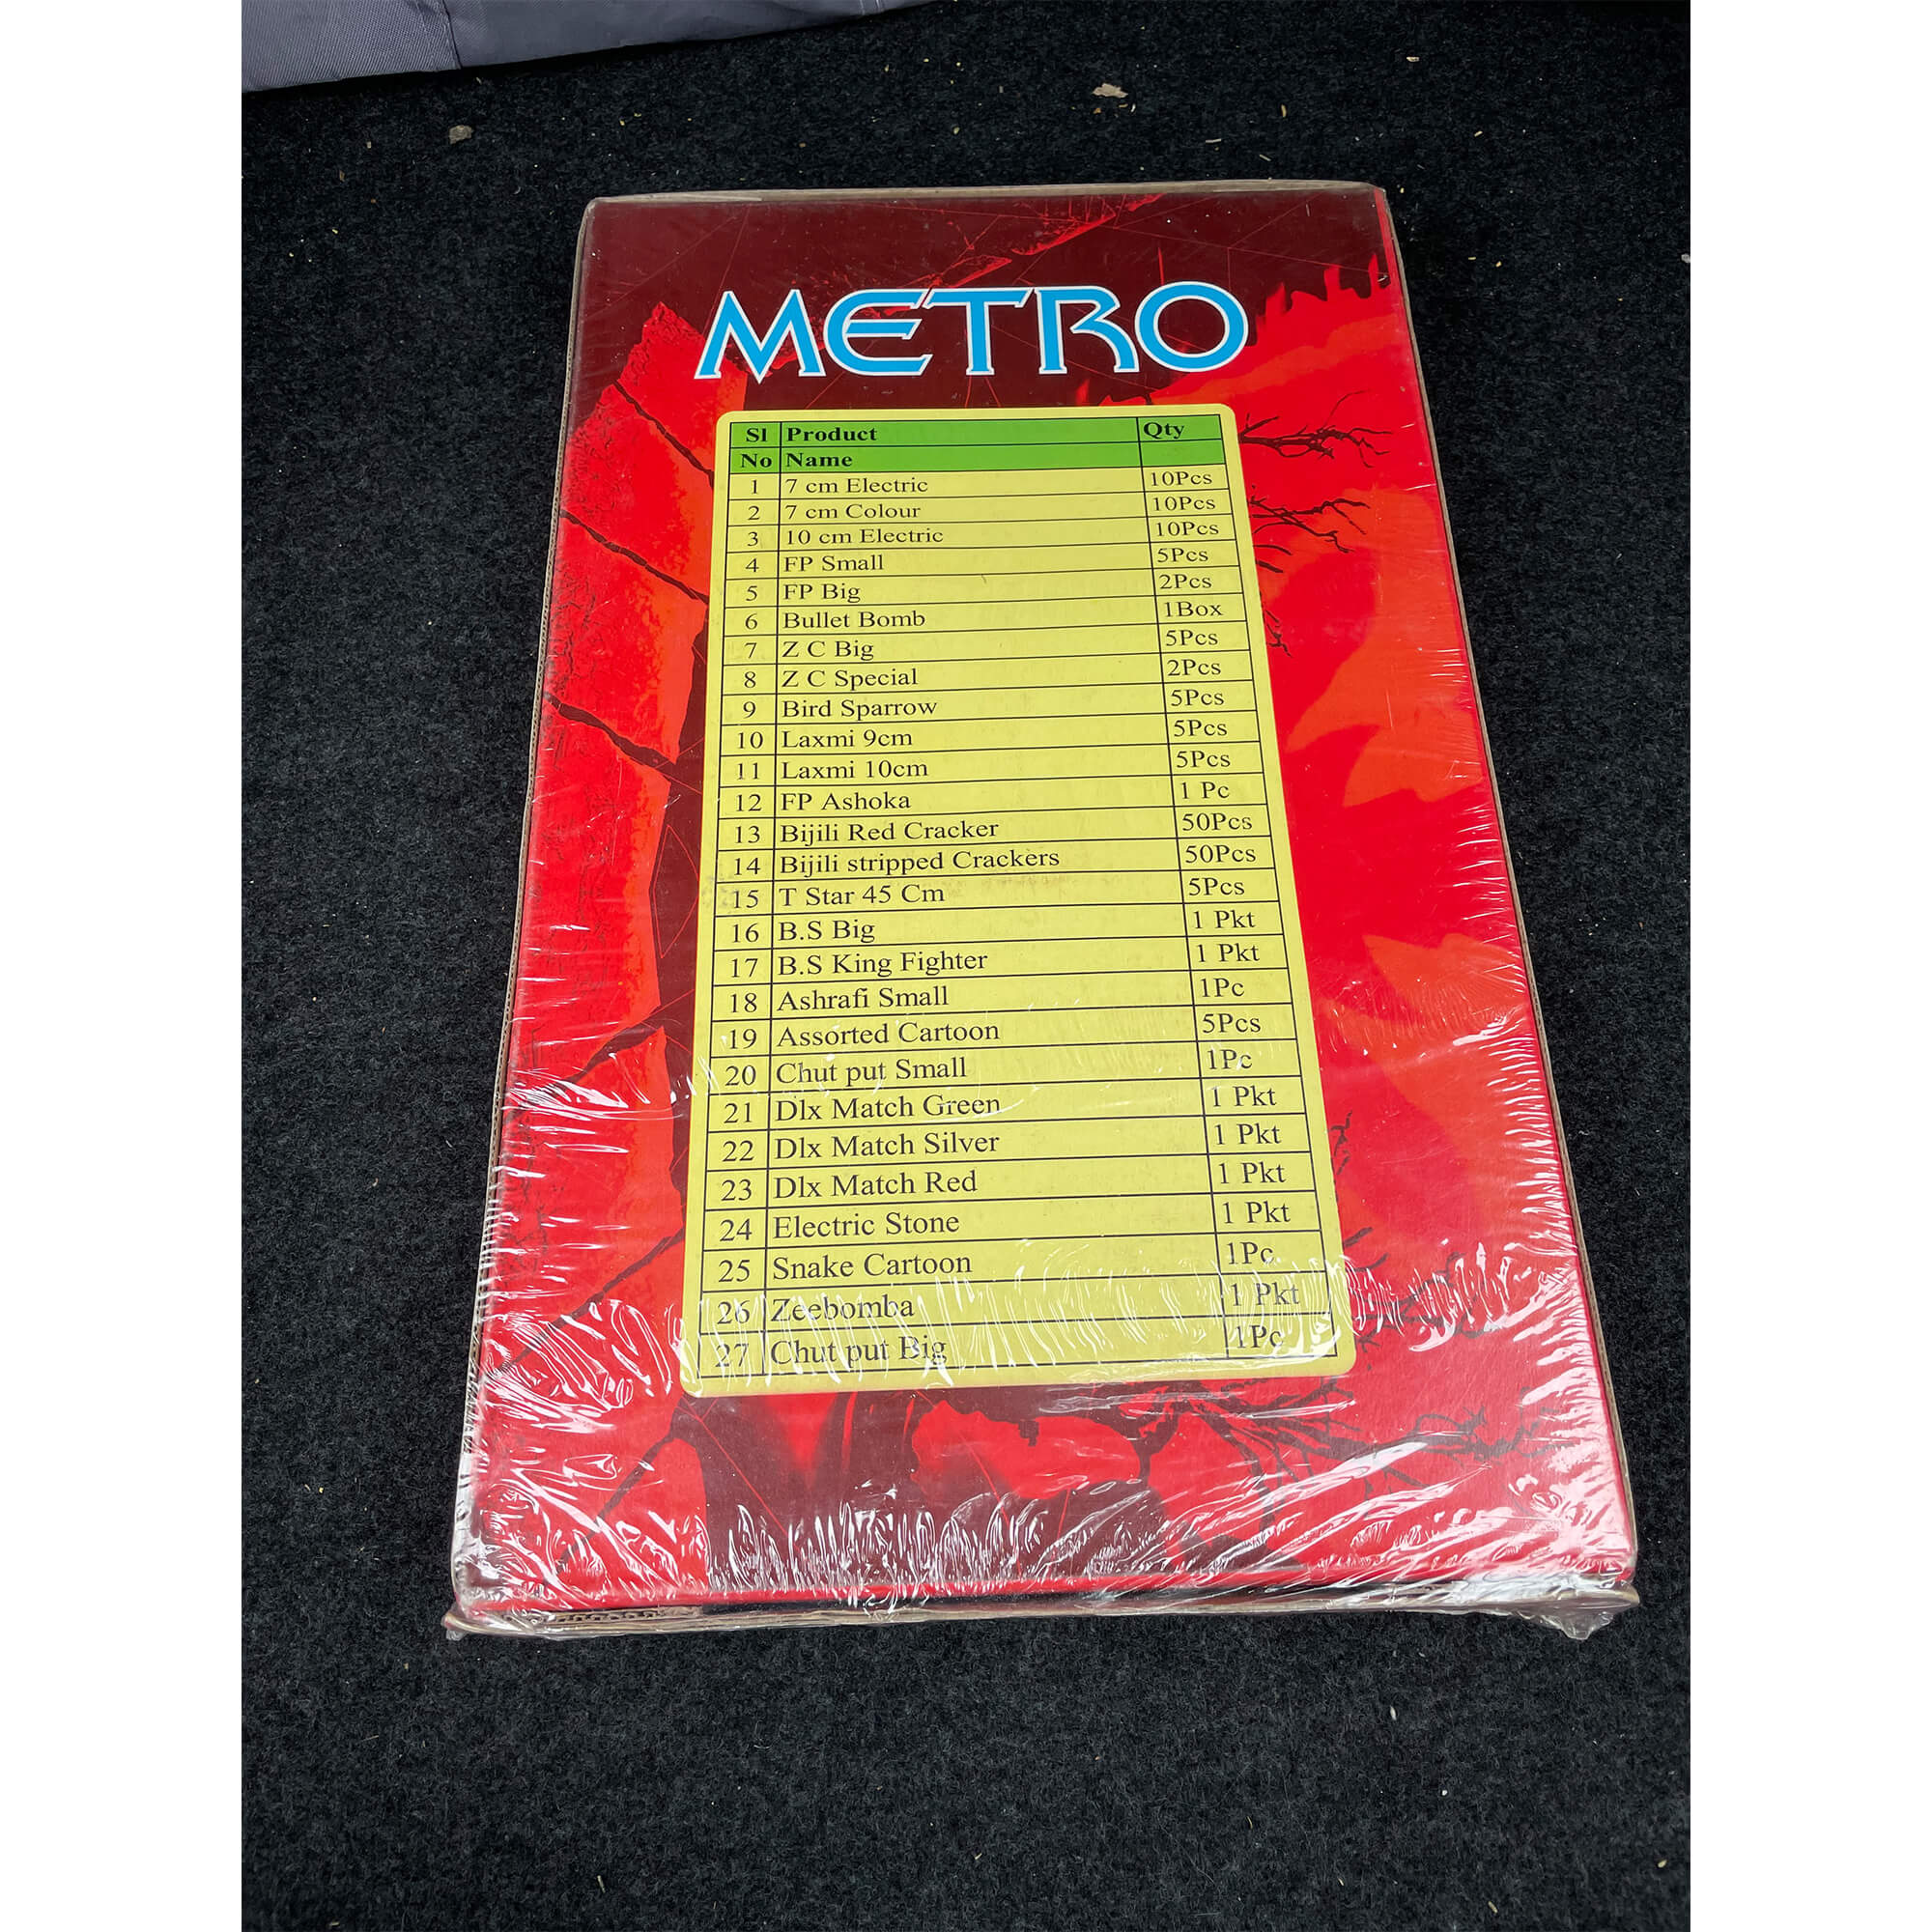 METRO
Sl Product Qty
No Name
1 7 cm Electric 10Pcs
2 7 cm Colour 10Pcs
3 10 cm Electric 10Pcs
4 FP Small 5Pcs
5 FP Big 2Pcs
6 Bullet Bomb 1Box
7 Z C Big 5Pcs
8 Z C Special 2Pcs
9 Bird Sparrow 5Pcs
10 Laxmi 9cm 5Pcs
11 Laxmi 10cm 5Pcs
12 FP Ashoka 1 Pc
13 Bijili Red Cracker 50Pcs
14 Bijili stripped Crackers 50Pcs
15 T Star 45 Cm 5Pcs
16 B.S Big 1 Pkt
17 B.S King Fighter 1 Pkt
18 Ashrafi Small 1Pc
19 Assorted Cartoon 5Pcs
20 Chut put Small 1Pc
21 Dlx Match Green 1 Pkt
22 Dlx Match Silver 1 Pkt
23 Dlx Match Red 1 Pkt
24 Electric Stone 1 Pkt
25 Snake Cartoon 1Pc
26 Zeebomba 1 Pkt
27 Chut put Big 1Pc